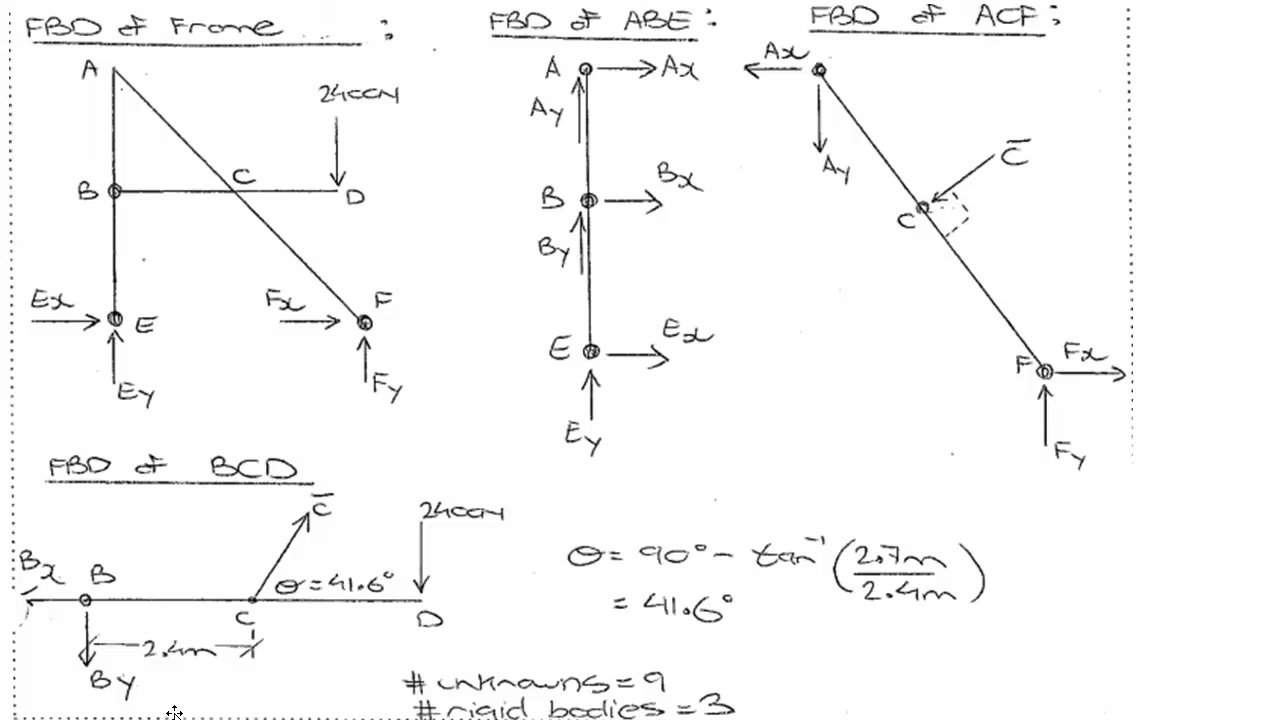 FBD of Frame :
A
2400N
B
C
D
Ex
E
Ey
Fx
F
Fy
FBD of ABE :
A
Ax
Ay
B
Bx
By
E
Ex
Ey
FBD of ACF :
Ax
Ay
C̅
C
F
Fx
Fy
FBD of BCD
C̅
2400N
Bx
B
θ = 41.6°
C
D
2.4m
By
θ = 90° - tan⁻¹ (2.7m / 2.4m)
= 41.6°
# unknowns = 9
# rigid bodies = 3